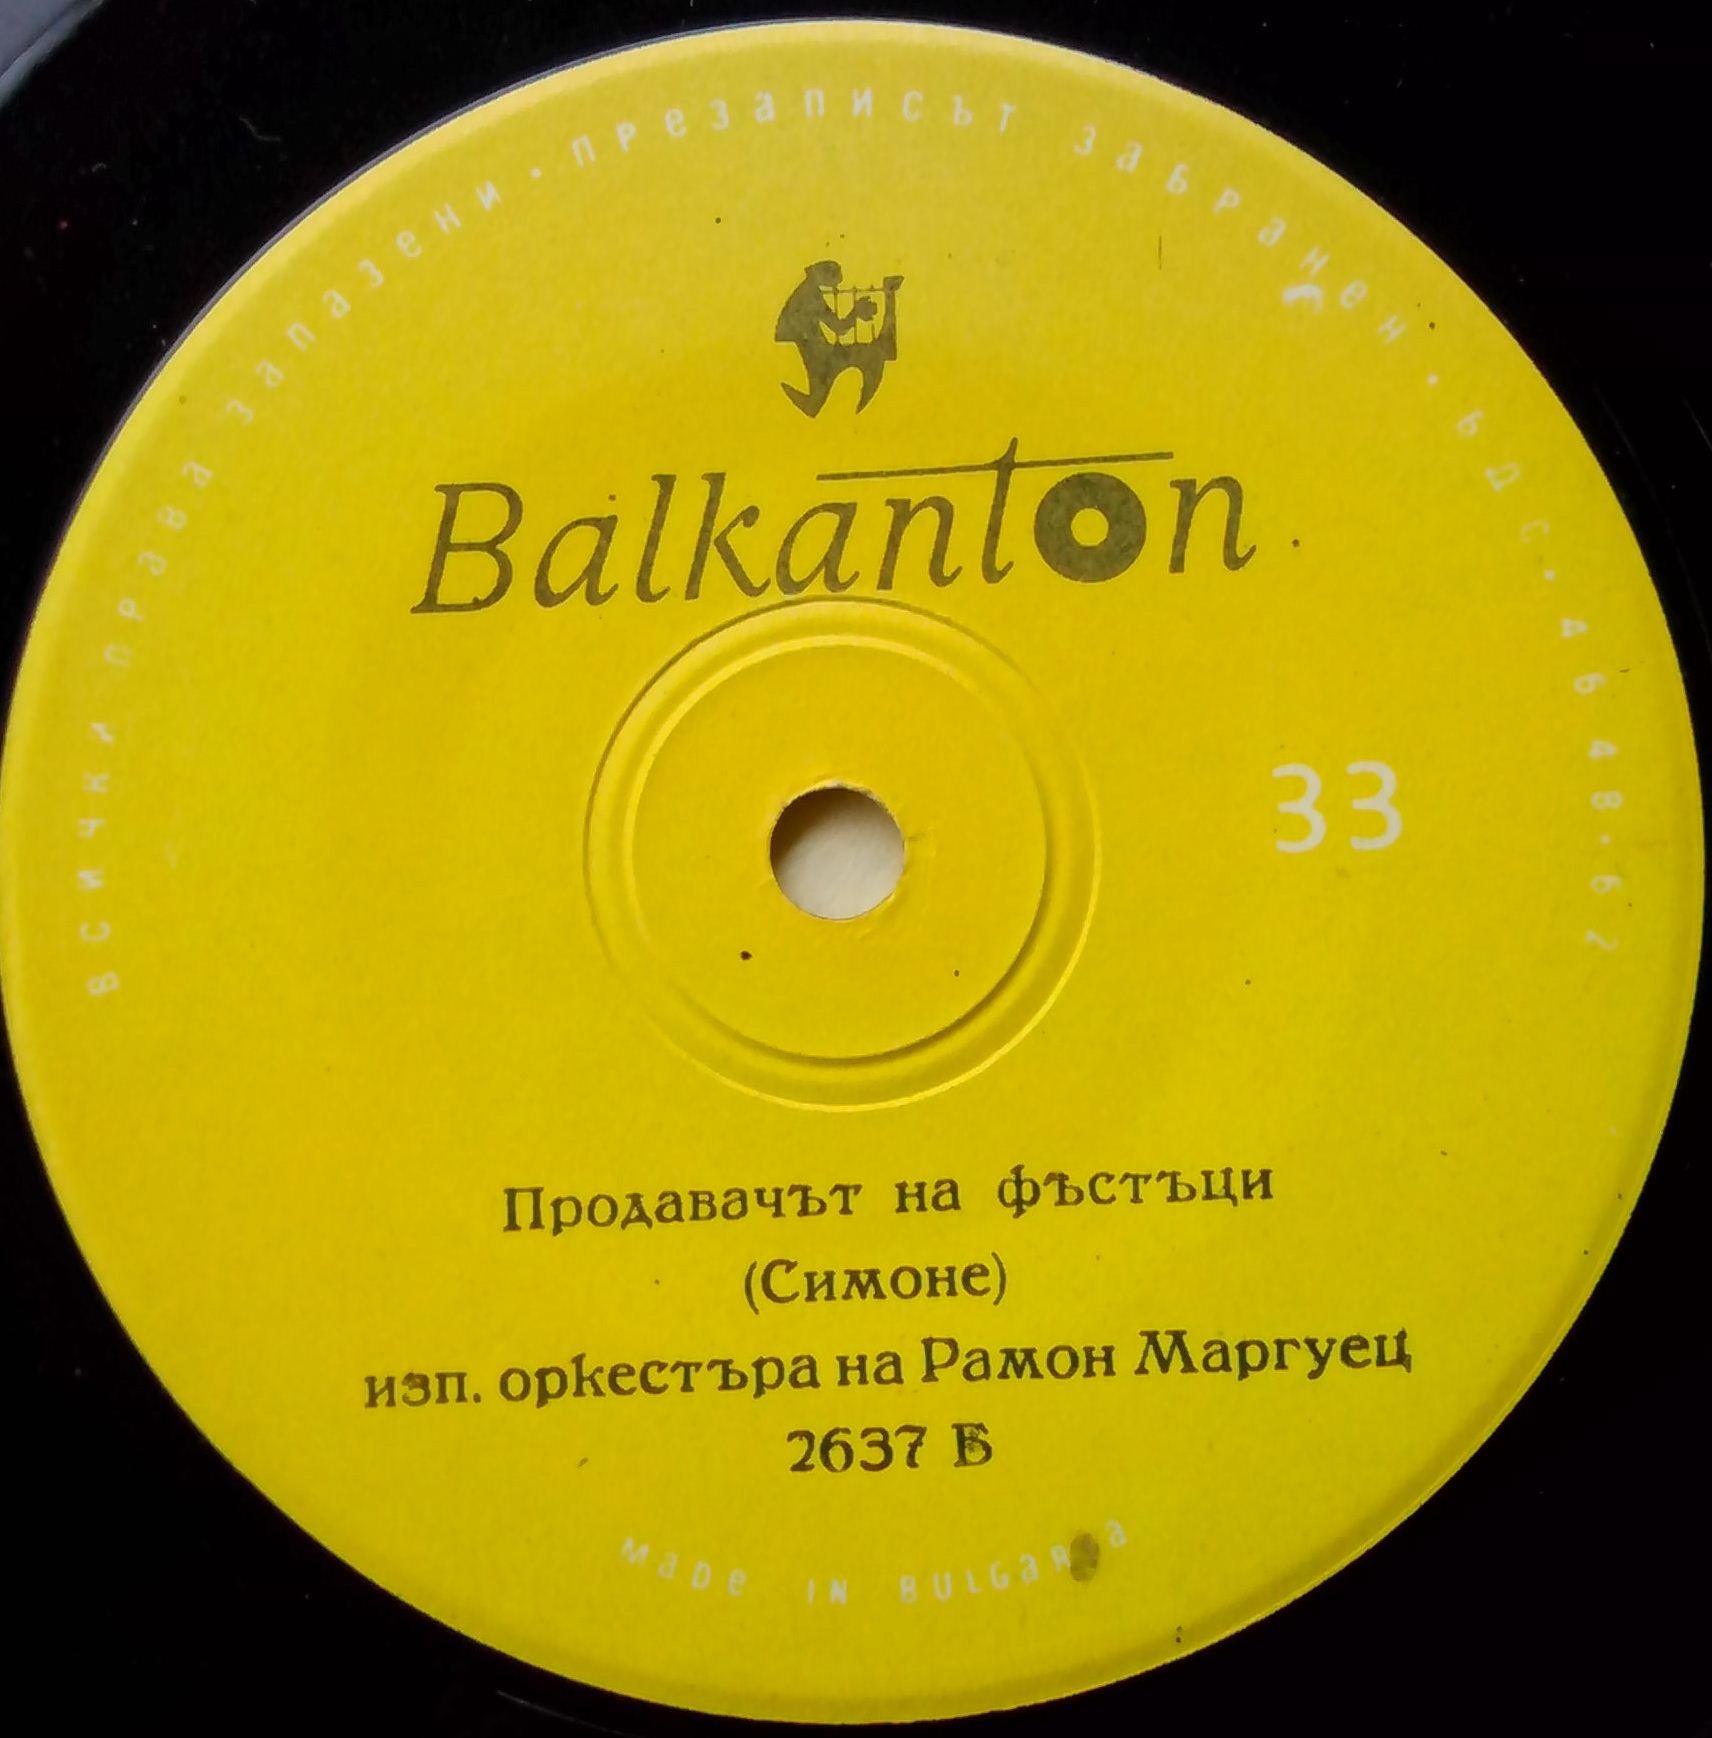 всички права запазени · презаписът забранен · бдс · 4648·62
Balkanton
33
Продавачът на фъстъци
(Симоне)
изп. оркестъра на Рамон Маргуец
2637 Б
made in bulgaria